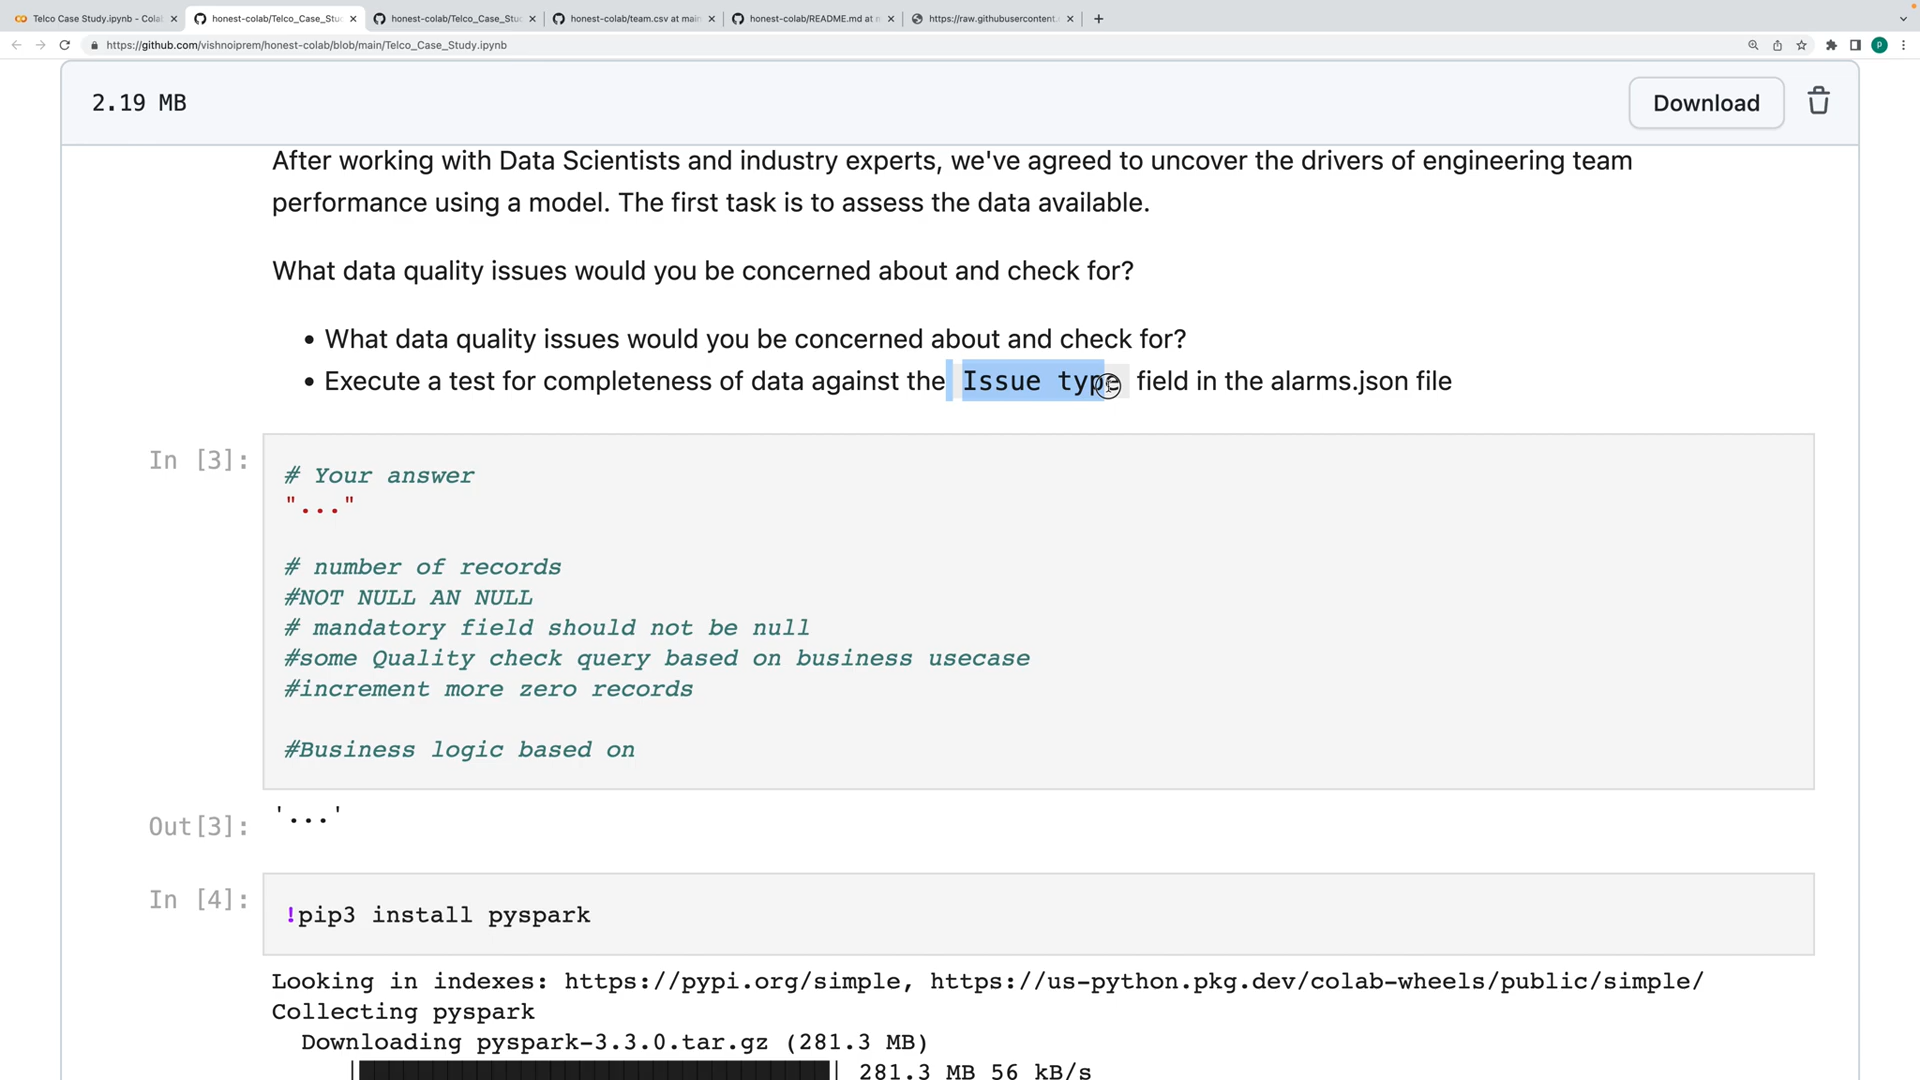 Telco Case Study.ipynb - Cola
honest-colab/Telco_Case_Stu
honest-colab/Telco_Case_Stu
honest-colab/team.csv at main
honest-colab/README.md at m
https://raw.githubusercontent.
https://github.com/vishnoiprem/honest-colab/blob/main/Telco_Case_Study.ipynb
P
2.19 MB
Download
After working with Data Scientists and industry experts, we've agreed to uncover the drivers of engineering team
performance using a model. The first task is to assess the data available.
What data quality issues would you be concerned about and check for?
• What data quality issues would you be concerned about and check for?
• Execute a test for completeness of data against the Issue type field in the alarms.json file
In [3]:
# Your answer
"..."
# number of records
#NOT NULL AN NULL
# mandatory field should not be null
#some Quality check query based on business usecase
#increment more zero records
#Business logic based on
Out[3]: '...'
In [4]:
!pip3 install pyspark
Looking in indexes: https://pypi.org/simple, https://us-python.pkg.dev/colab-wheels/public/simple/
Collecting pyspark
Downloading pyspark-3.3.0.tar.gz (281.3 MB)
281.3 MB 56 kB/s